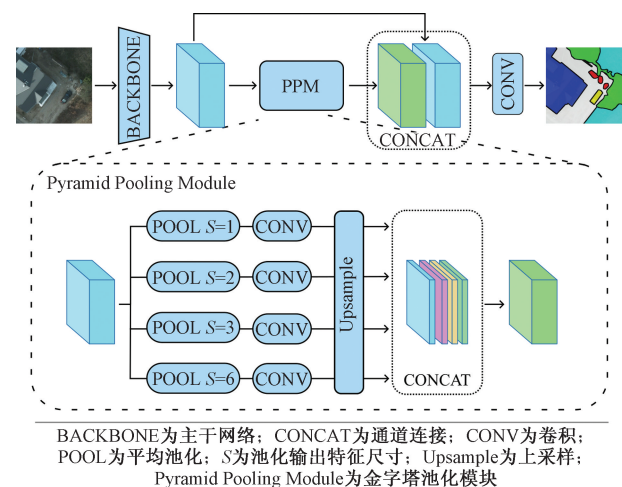 BACKBONE
PPM
CONCAT
CONV
Pyramid Pooling Module
POOL S=1
CONV
POOL S=2
CONV
POOL S=3
CONV
POOL S=6
CONV
Upsample
CONCAT
BACKBONE为主干网络；CONCAT为通道连接；CONV为卷积；
POOL为平均池化；S为池化输出特征尺寸；Upsample为上采样；
Pyramid Pooling Module为金字塔池化模块